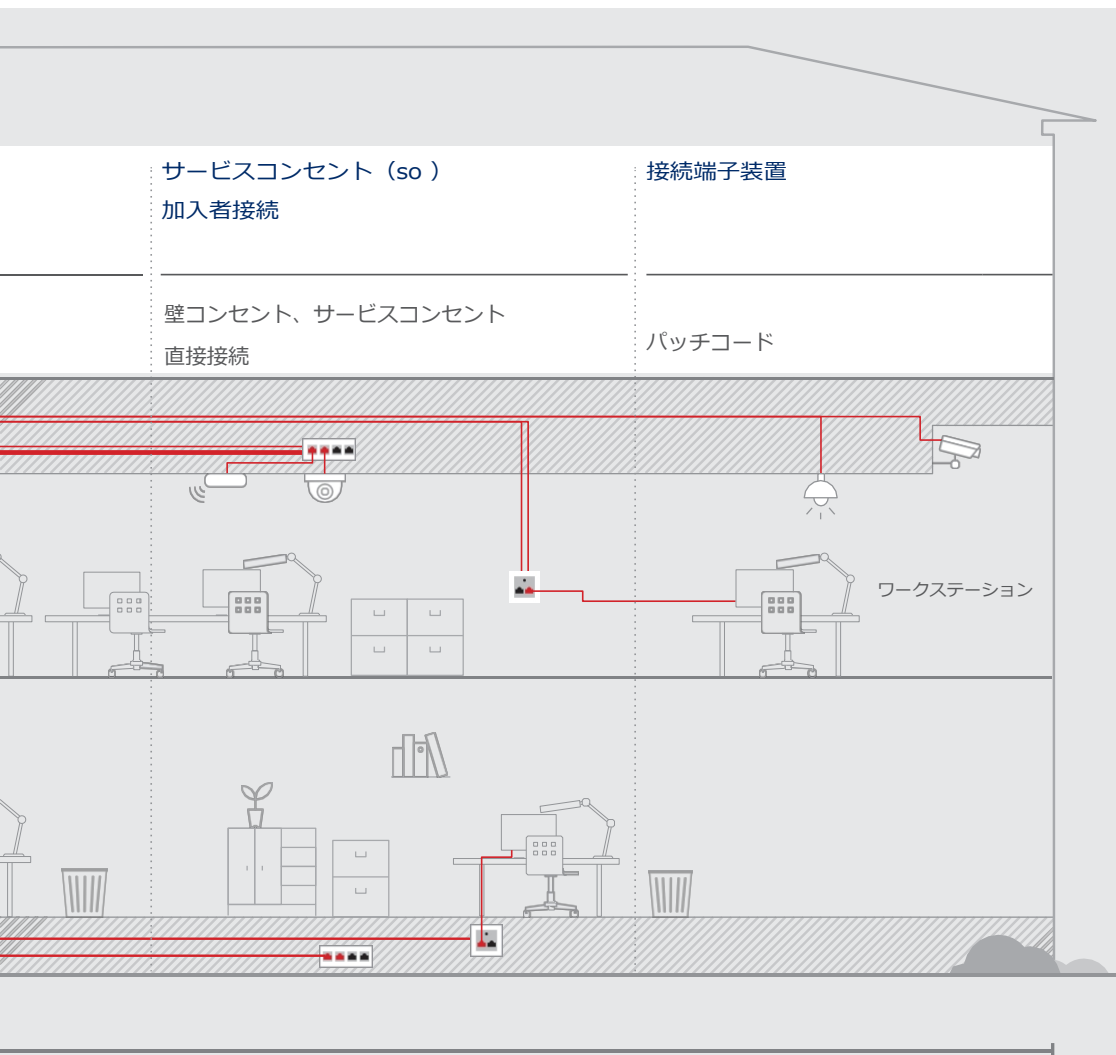 サービスコンセント（so ）
加入者接続
接続端子装置
壁コンセント、サービスコンセント
直接接続
パッチコード
ワークステーション